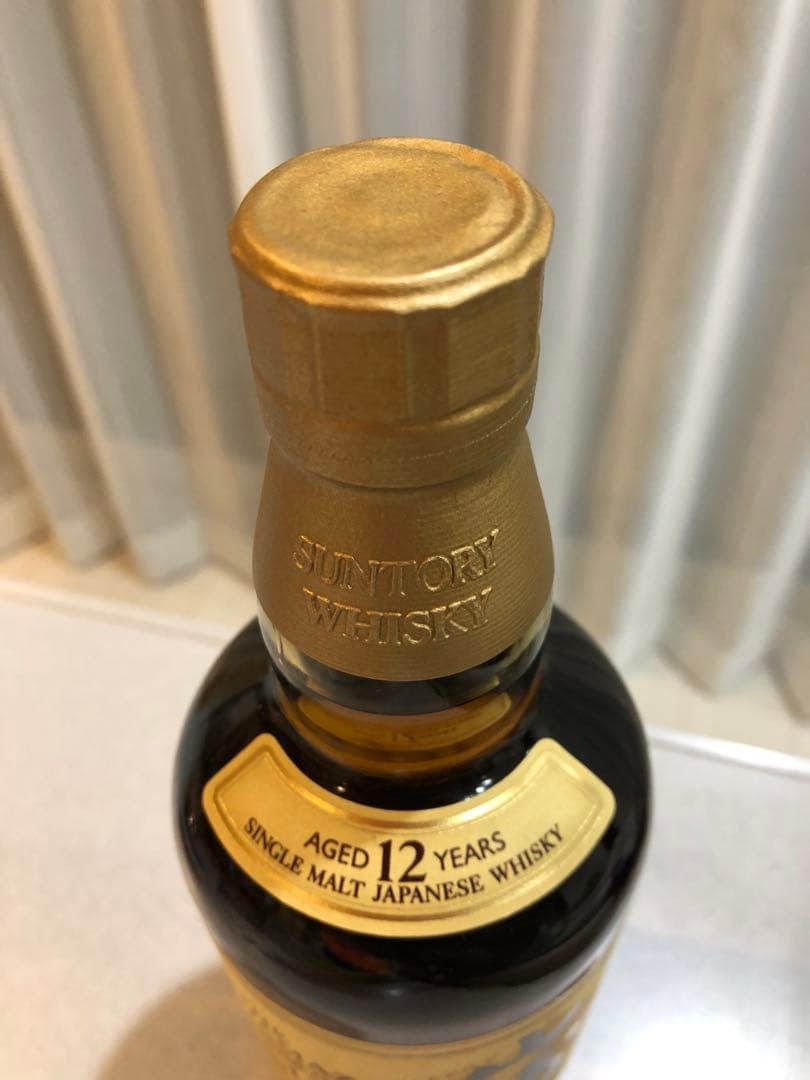 SUNTORY
WHISKY
AGED 12 YEARS
SINGLE MALT JAPANESE WHISKY